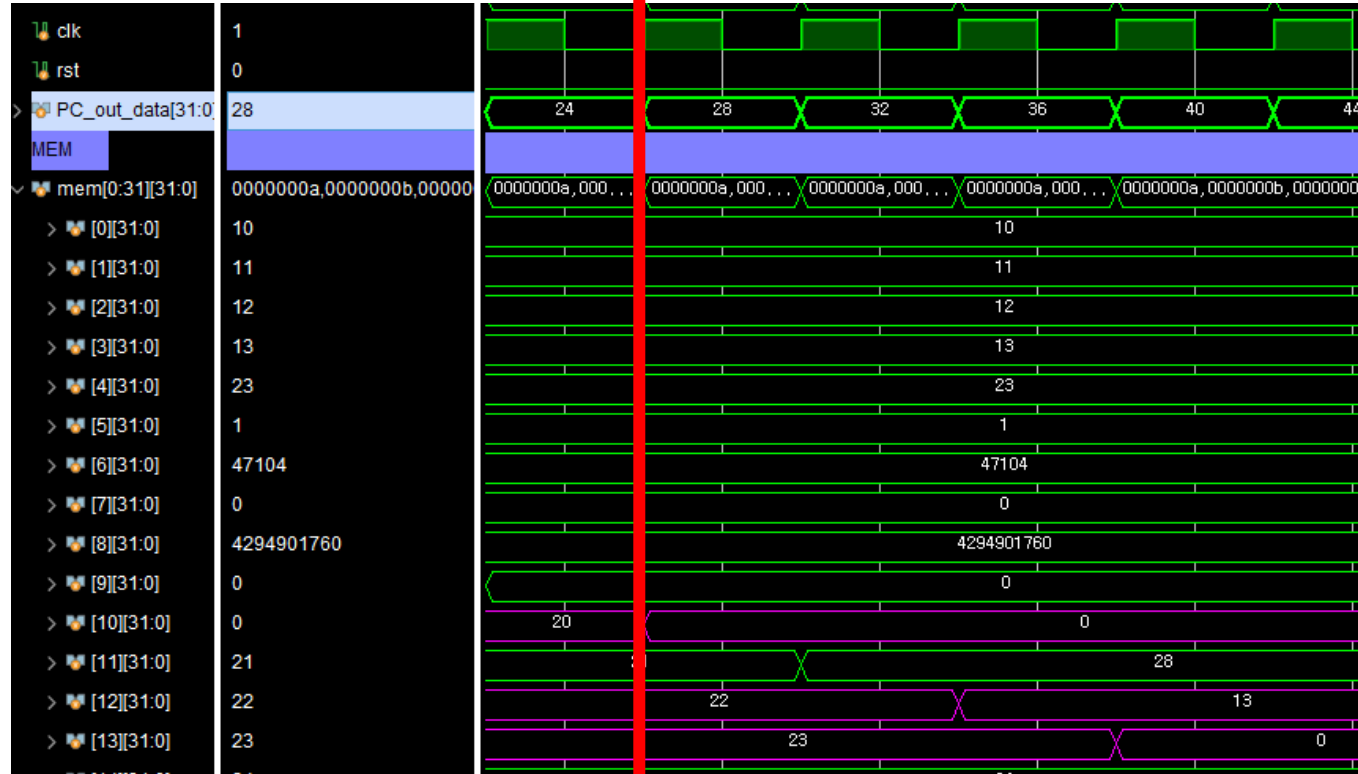 clk 1
rst 0
PC_out_data[31:0] 28 24 28 32 36 40 44
MEM
mem[0:31][31:0] 0000000a,0000000b,00000 0000000a,000... 0000000a,000... 0000000a,000... 0000000a,000... 0000000a,0000000b,0000000
[0][31:0] 10 10
[1][31:0] 11 11
[2][31:0] 12 12
[3][31:0] 13 13
[4][31:0] 23 23
[5][31:0] 1 1
[6][31:0] 47104 47104
[7][31:0] 0 0
[8][31:0] 4294901760 4294901760
[9][31:0] 0 0
[10][31:0] 0 20 0
[11][31:0] 21 28
[12][31:0] 22 22 13
[13][31:0] 23 23 0